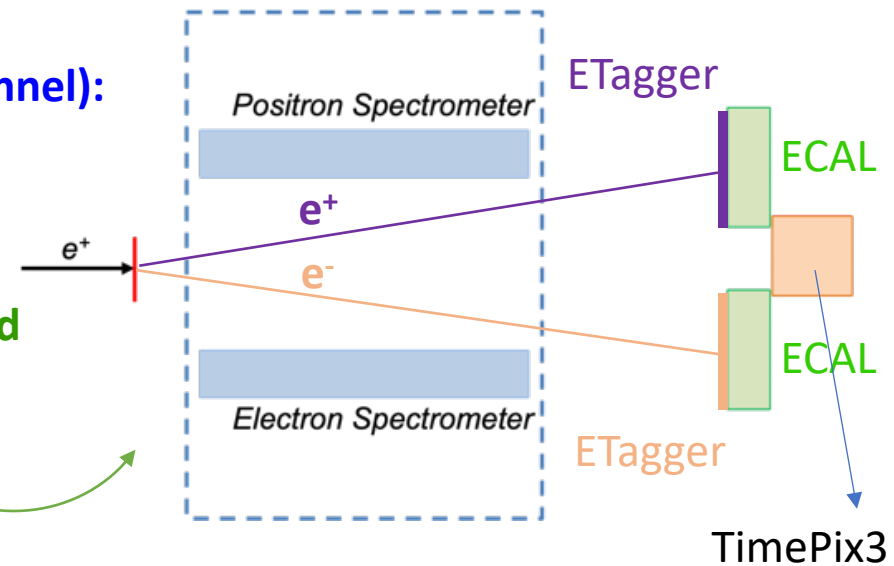 nnel):
ETagger
Positron Spectrometer
ECAL
e+
e+
e-
d
ECAL
Electron Spectrometer
ETagger
TimePix3